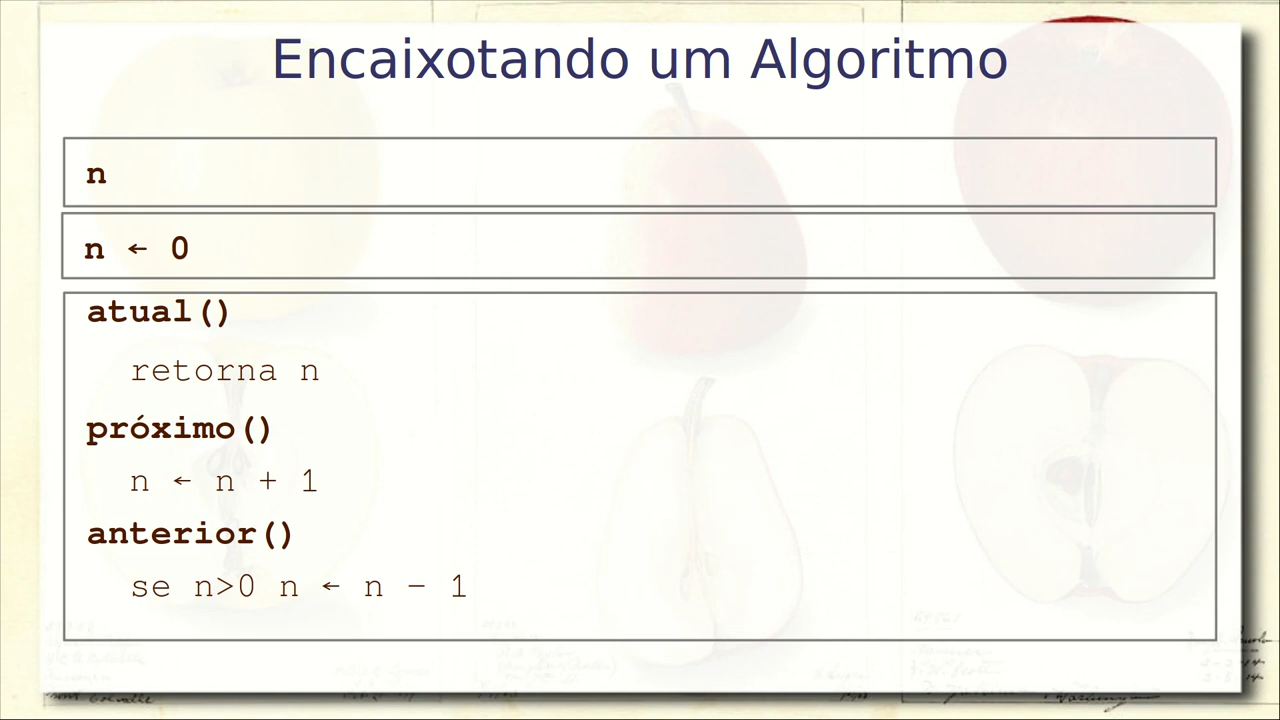 Encaixotando um Algoritmo
n
n ← 0
atual()
retorna n
próximo()
n ← n + 1
anterior()
se n>0 n ← n − 1